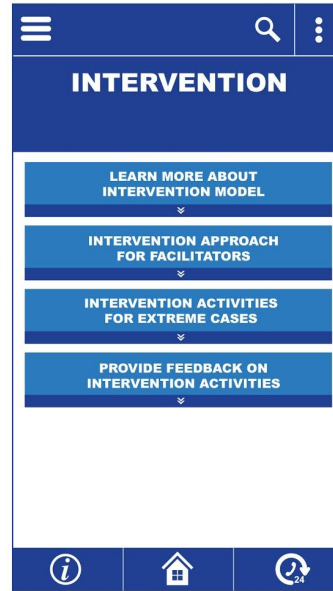 INTERVENTION
LEARN MORE ABOUT
INTERVENTION MODEL
INTERVENTION APPROACH
FOR FACILITATORS
INTERVENTION ACTIVITIES
FOR EXTREME CASES
PROVIDE FEEDBACK ON
INTERVENTION ACTIVITIES
i
24